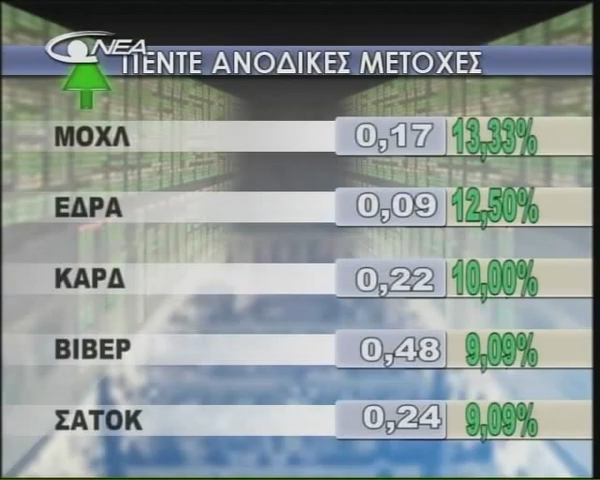 ΝΕΑ
ΠΕΝΤΕ ΑΝΟΔΙΚΕΣ ΜΕΤΟΧΕΣ
ΜΟΧΛ 0,17 13,33%
ΕΔΡΑ 0,09 12,50%
ΚΑΡΔ 0,22 10,00%
ΒΙΒΕΡ 0,48 9,09%
ΣΑΤΟΚ 0,24 9,09%